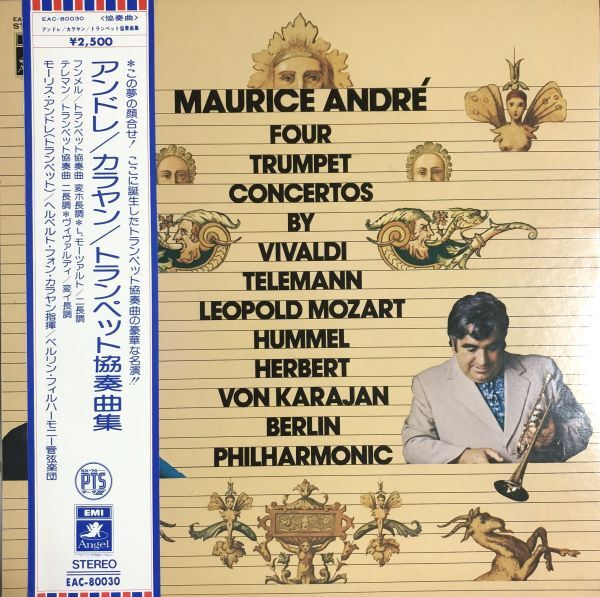 EAC-80030 〈協奏曲〉
アンドレ/カラヤン/トランペット協奏曲集
¥2,500
*この夢の顔合せ! ここに誕生したトランペット協奏曲の豪華な名演!!
アンドレ/カラヤン/トランペット協奏曲集
フンメル/トランペット協奏曲 変ホ長調*L.モーツァルト/ニ長調
テレマン/トランペット協奏曲 ニ長調*ヴィヴァルディ/変イ長調
モーリス・アンドレ(トランペット)/ヘルベルト・フォン・カラヤン指揮/ベルリン・フィルハーモニー管弦楽団
PTS
EMI
Angel
STEREO
EAC-80030
Angel
MAURICE ANDRÉ
FOUR
TRUMPET
CONCERTOS
BY
VIVALDI
TELEMANN
LEOPOLD MOZART
HUMMEL
HERBERT
VON KARAJAN
BERLIN
PHILHARMONIC